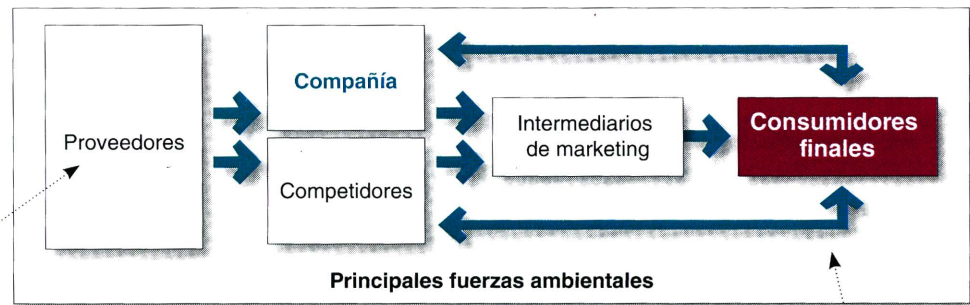 Proveedores
Compañía
Competidores
Intermediarios
de marketing
Consumidores
finales
Principales fuerzas ambientales